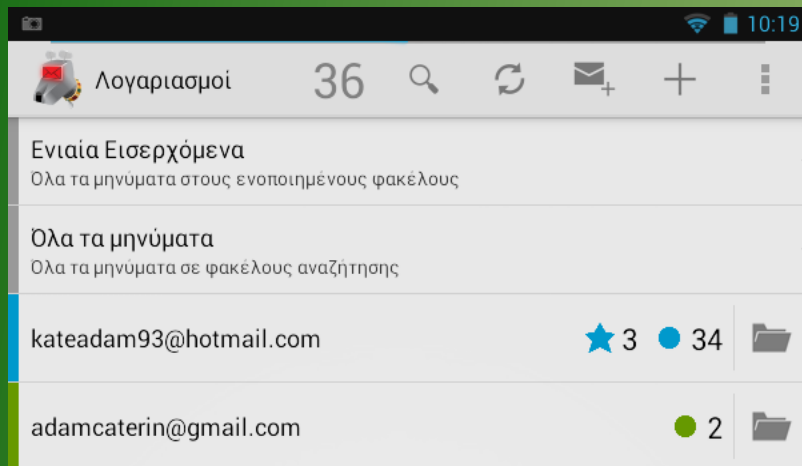 10:19
Λογαριασμοί 36
Ενιαία Εισερχόμενα
Όλα τα μηνύματα στους ενοποιημένους φακέλους
Όλα τα μηνύματα
Όλα τα μηνύματα σε φακέλους αναζήτησης
kateadam93@hotmail.com 3 34
adamcaterin@gmail.com 2